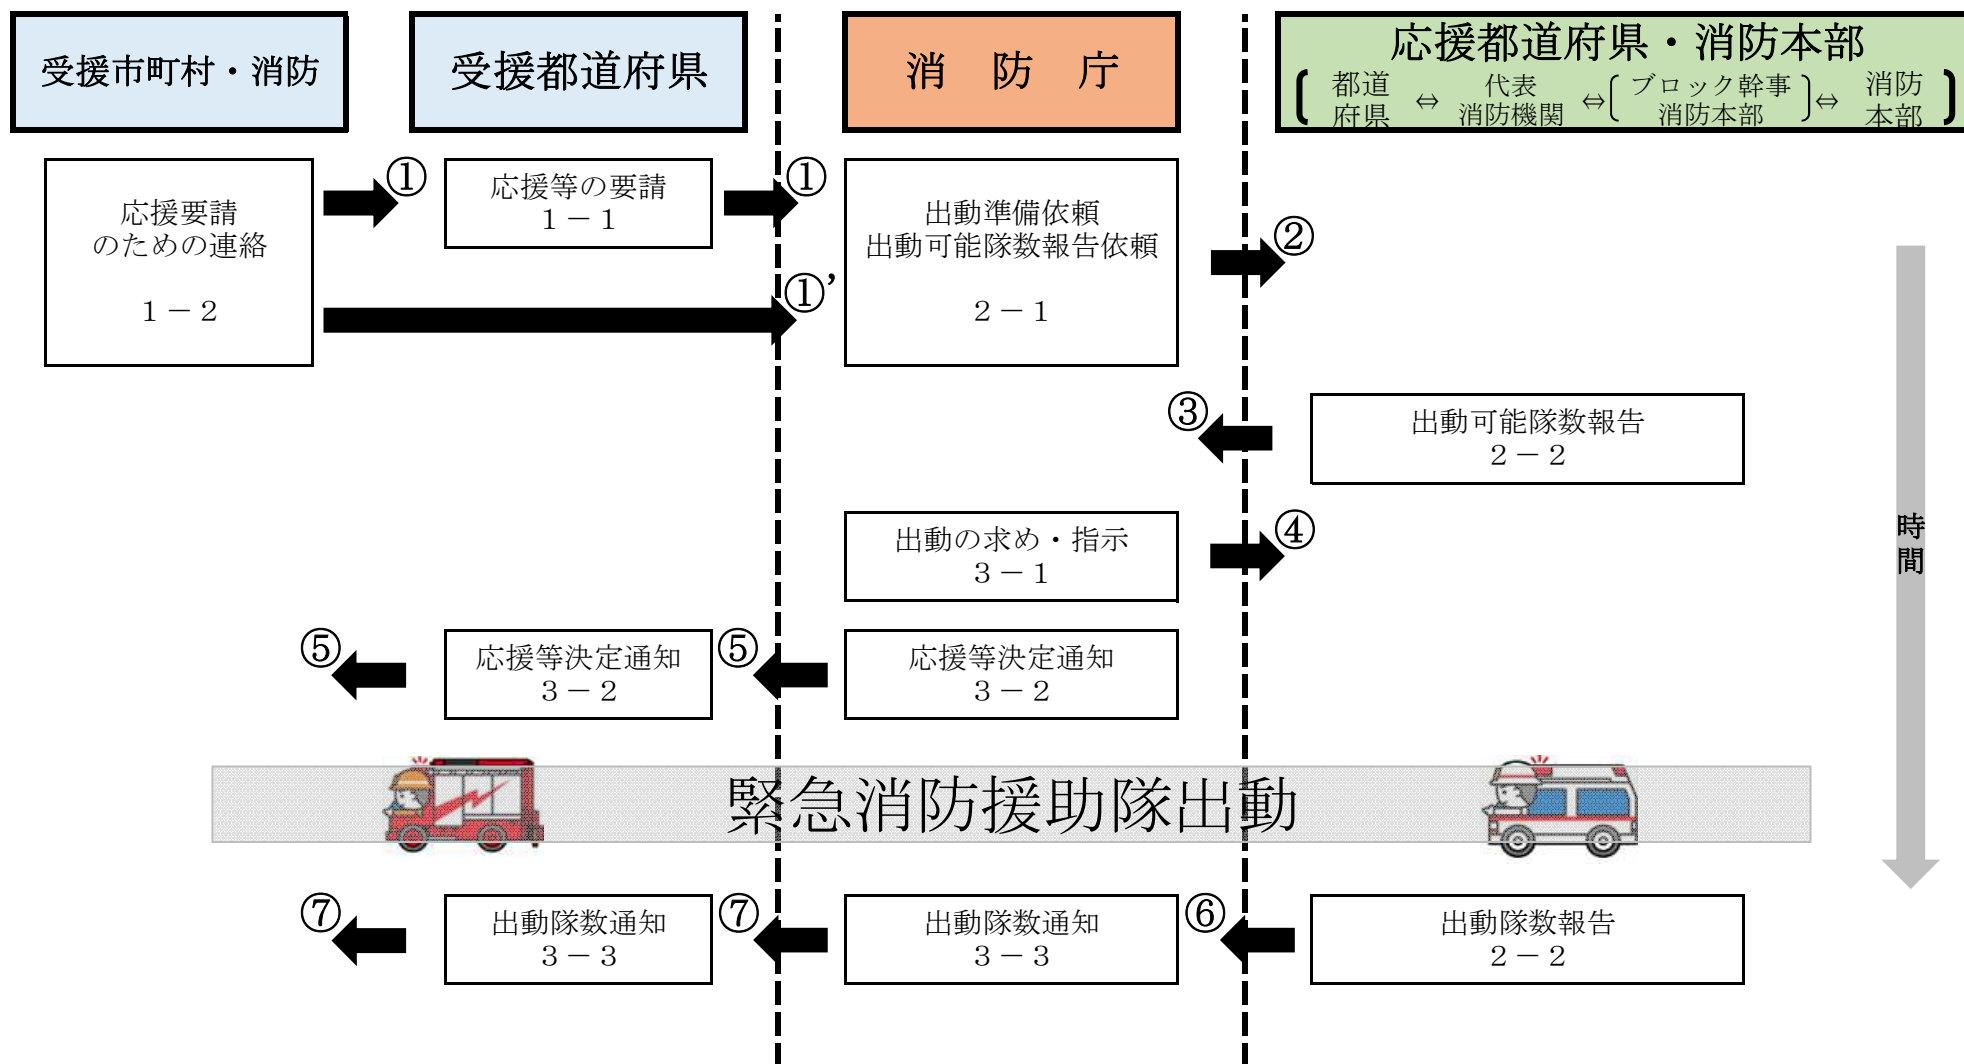 受援市町村・消防
受援都道府県
消　防　庁
応援都道府県・消防本部
都道府県 ⇔ 代表消防機関 ⇔ ブロック幹事消防本部 ⇔ 消防本部
応援要請
のための連絡
１－２
①
応援等の要請
１－１
①
①’
出動準備依頼
出動可能隊数報告依頼
２－１
②
③
出動可能隊数報告
２－２
出動の求め・指示
３－１
④
時間
⑤
応援等決定通知
３－２
⑤
応援等決定通知
３－２
緊急消防援助隊出動
⑦
出動隊数通知
３－３
⑦
出動隊数通知
３－３
⑥
出動隊数報告
２－２